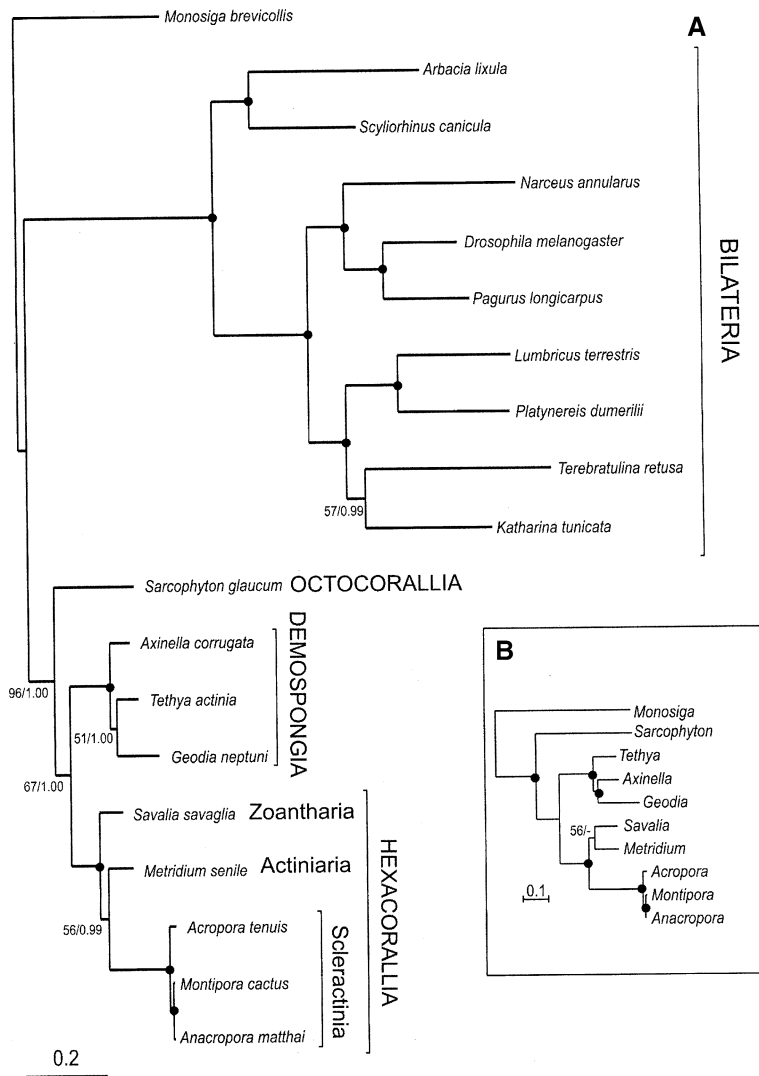 Monosiga brevicollis
A
Arbacia lixula
Scyliorhinus canicula
Narceus annularus
Drosophila melanogaster
Pagurus longicarpus
BILATERIA
Lumbricus terrestris
Platynereis dumerilii
Terebratulina retusa
57/0.99
Katharina tunicata
Sarcophyton glaucum OCTOCORALLIA
Axinella corrugata
DEMOSPONGIA
96/1.00
Tethya actinia
51/1.00
Geodia neptuni
67/1.00
Savalia savaglia Zoantharia
Metridium senile Actiniaria
HEXACORALLIA
56/0.99
Acropora tenuis
Scleractinia
Montipora cactus
Anacropora matthai
0.2
B
Monosiga
Sarcophyton
Tethya
Axinella
Geodia
56/-
Savalia
Metridium
Acropora
0.1
Montipora
Anacropora